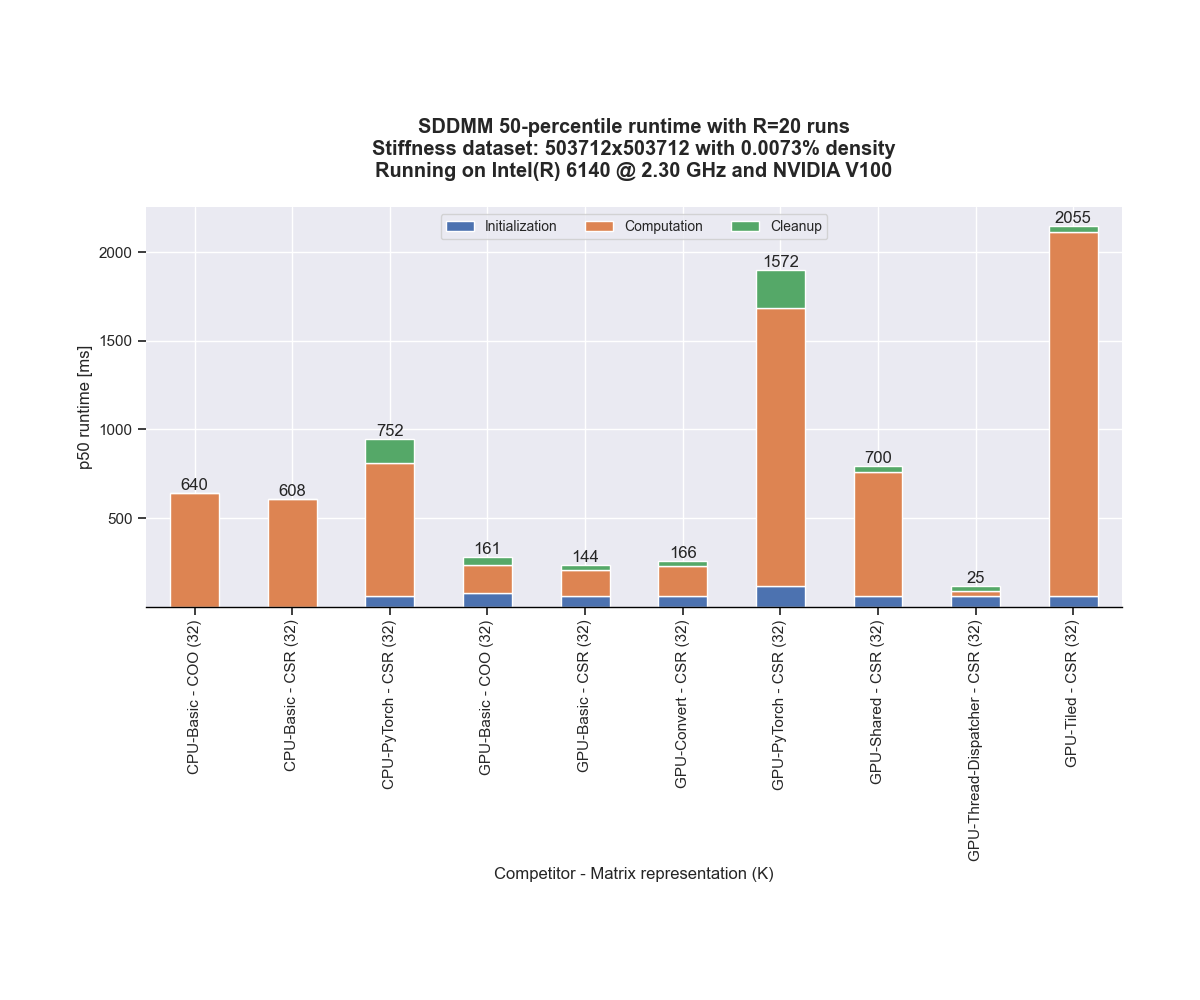 SDDMM 50-percentile runtime with R=20 runs
Stiffness dataset: 503712x503712 with 0.0073% density
Running on Intel(R) 6140 @ 2.30 GHz and NVIDIA V100
Initialization
Computation
Cleanup
p50 runtime [ms]
2000
1500
1000
500
640
608
752
161
144
166
1572
700
25
2055
CPU-Basic - COO (32)
CPU-Basic - CSR (32)
CPU-PyTorch - CSR (32)
GPU-Basic - COO (32)
GPU-Basic - CSR (32)
GPU-Convert - CSR (32)
GPU-PyTorch - CSR (32)
GPU-Shared - CSR (32)
GPU-Thread-Dispatcher - CSR (32)
GPU-Tiled - CSR (32)
Competitor - Matrix representation (K)